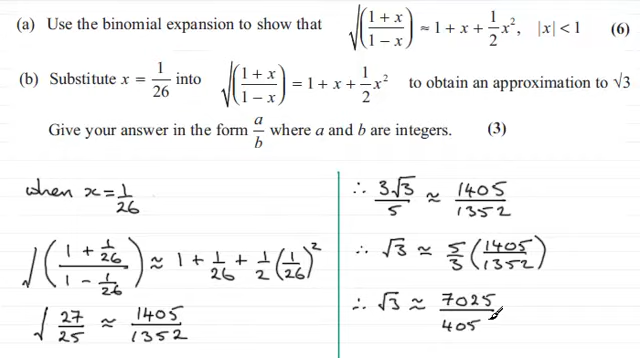 (a) Use the binomial expansion to show that √((1 + x)/(1 − x)) ≈ 1 + x + 1/2 x², |x| < 1 (6)
(b) Substitute x = 1/26 into √((1 + x)/(1 − x)) = 1 + x + 1/2 x² to obtain an approximation to √3
Give your answer in the form a/b where a and b are integers. (3)
when x = 1/26
√((1 + 1/26)/(1 − 1/26)) ≈ 1 + 1/26 + 1/2 (1/26)²
√(27/25) ≈ 1405/1352
∴ 3√3/5 ≈ 1405/1352
∴ √3 ≈ 5/3 (1405/1352)
∴ √3 ≈ 7025/405